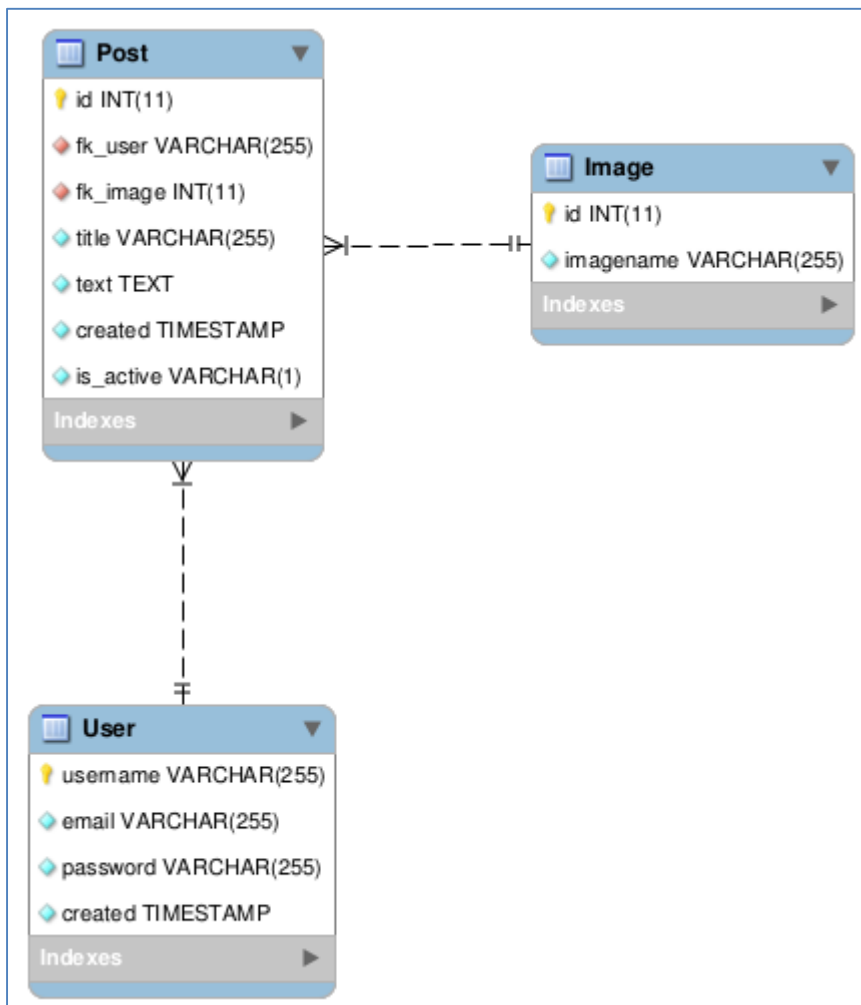 Post
id INT(11)
fk_user VARCHAR(255)
fk_image INT(11)
title VARCHAR(255)
text TEXT
created TIMESTAMP
is_active VARCHAR(1)
Indexes
Image
id INT(11)
imagename VARCHAR(255)
Indexes
User
username VARCHAR(255)
email VARCHAR(255)
password VARCHAR(255)
created TIMESTAMP
Indexes